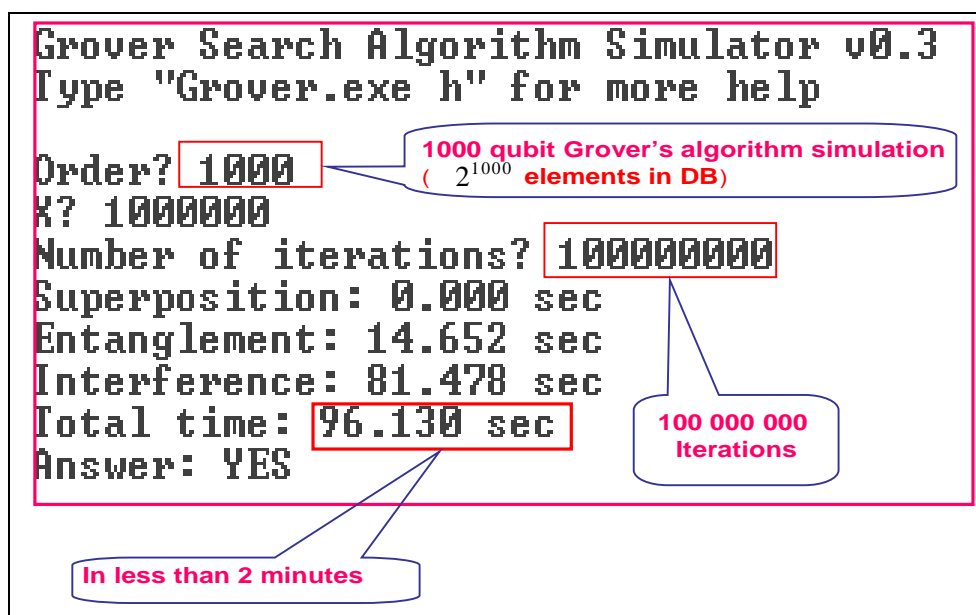 Grover Search Algorithm Simulator v0.3
Type "Grover.exe h" for more help
Order? 1000
1000 qubit Grover's algorithm simulation
( 2^1000 elements in DB)
X? 1000000
Number of iterations? 100000000
Superposition: 0.000 sec
Entanglement: 14.652 sec
Interference: 81.478 sec
Total time: 96.130 sec
100 000 000
Iterations
Answer: YES
In less than 2 minutes